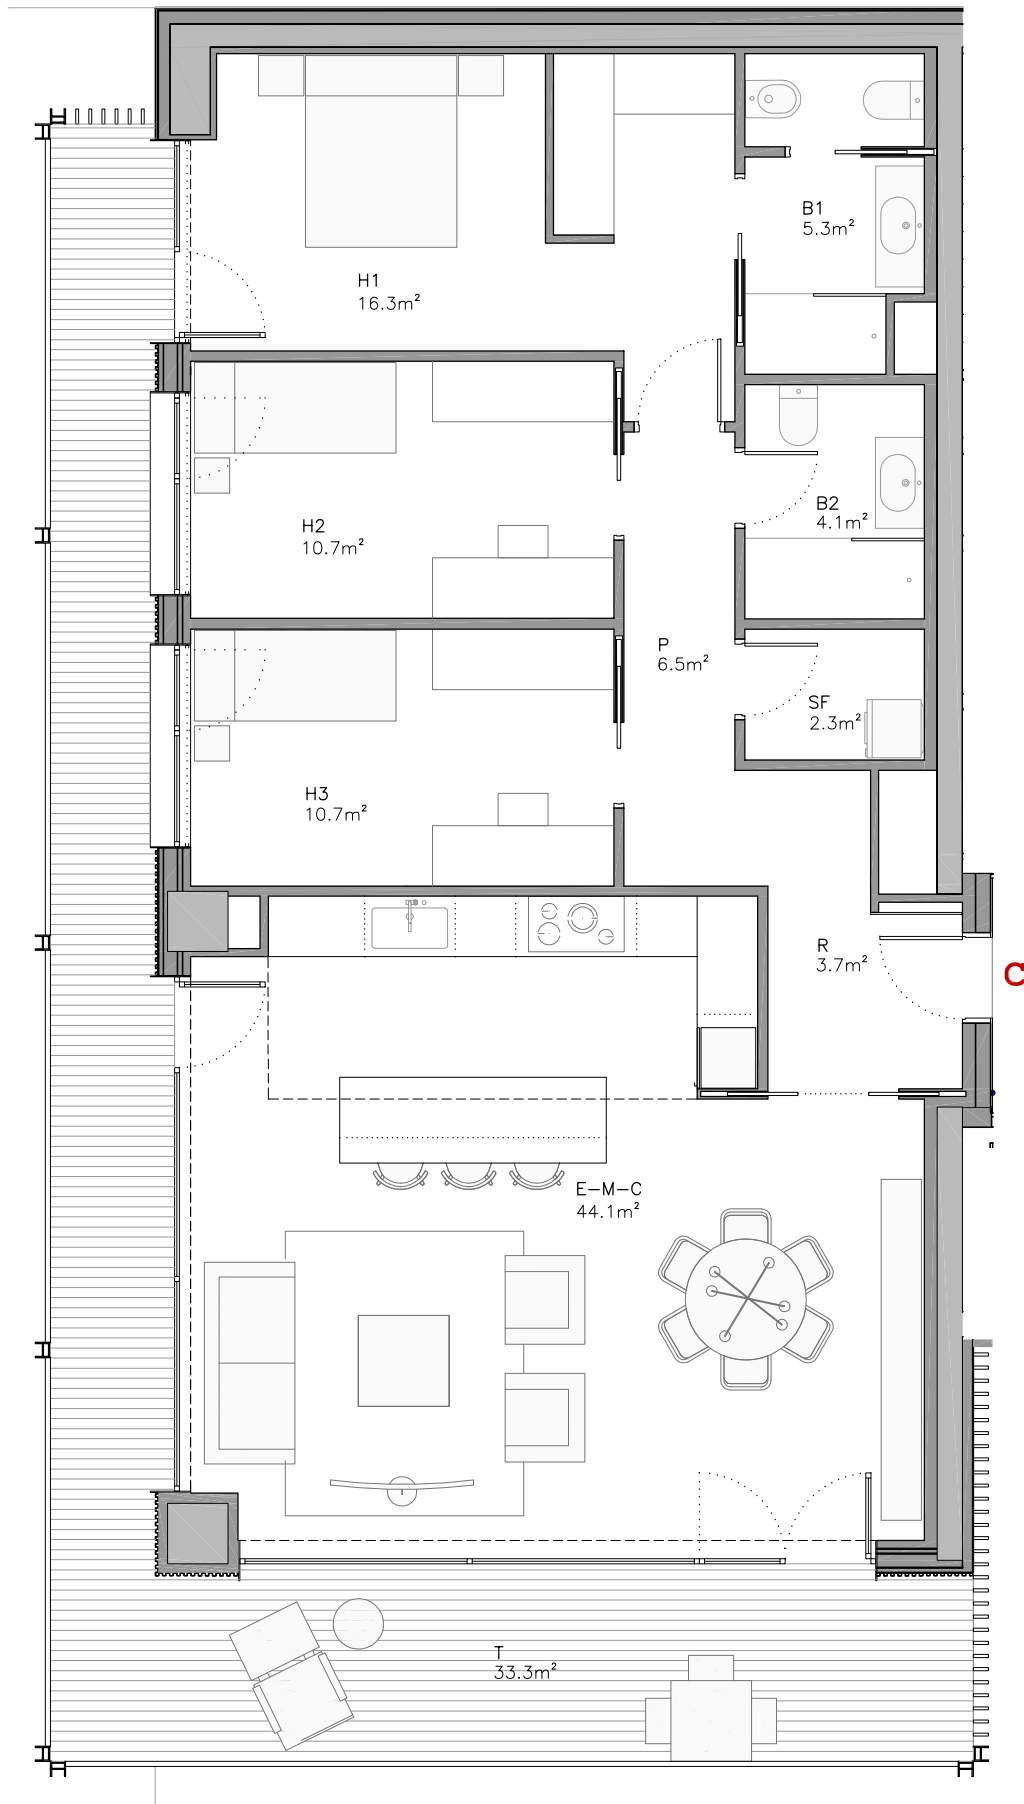 B1
5.3m²
H1
16.3m²
B2
4.1m²
H2
10.7m²
P
6.5m²
SF
2.3m²
H3
10.7m²
R
3.7m²
C
E-M-C
44.1m²
T
33.3m²